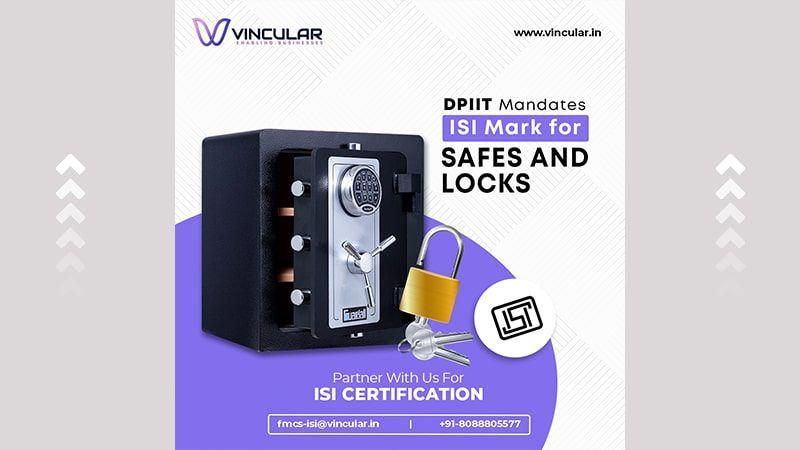 VINCULAR
ENABLING BUSINESSES
www.vincular.in
DPIIT Mandates
ISI Mark for
SAFES AND
LOCKS
ISI
Partner With Us For
ISI CERTIFICATION
fmcs-isi@vincular.in | +91-8088805577